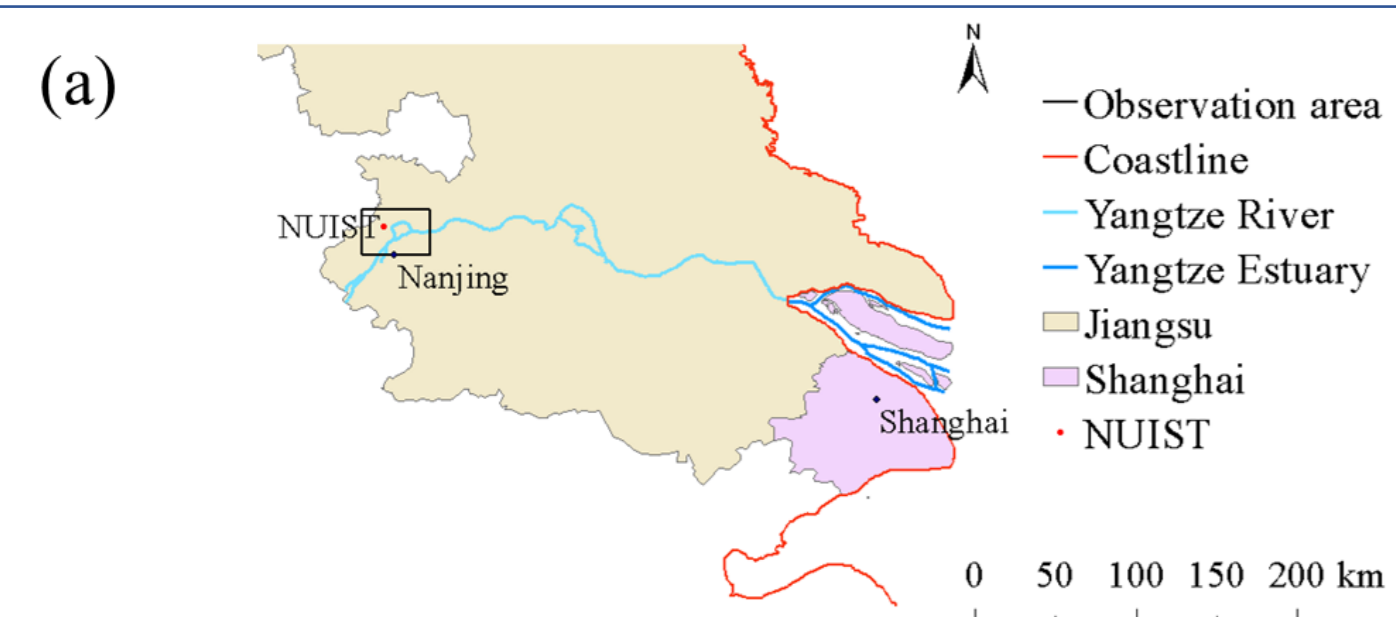 (a)
N
Observation area
Coastline
Yangtze River
Yangtze Estuary
Jiangsu
Shanghai
NUIST
NUIST
Nanjing
Shanghai
0 50 100 150 200 km